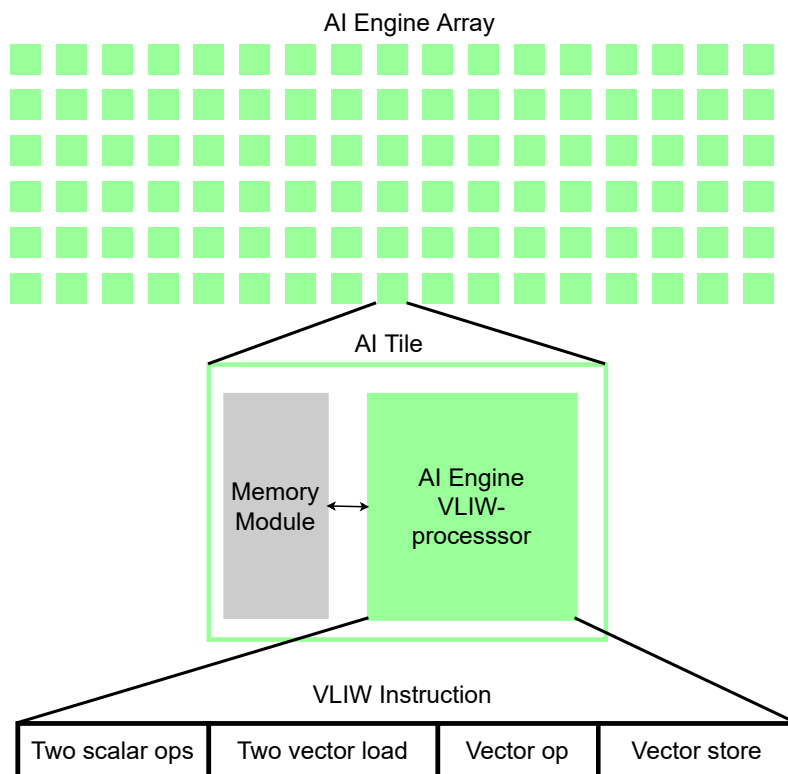 AI Engine Array
AI Tile
Memory
Module
AI Engine
VLIW-
processsor
VLIW Instruction
Two scalar ops
Two vector load
Vector op
Vector store